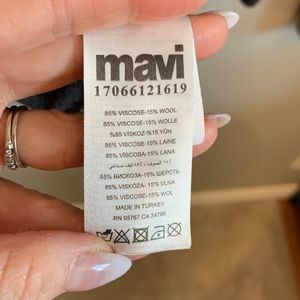 mavi
17066121619
85% VISCOSE-15% WOOL
85% VISCOSE-15% WOLLE
%85 VİSKOZ-%15 YÜN
85% VISCOSE-15% LAINE
85% VISCOSA-15% LANA
85% ВИСКОЗА- 15% ШЕРСТЬ
85% VISKÓZA- 15% VLNA
85% VISCOSE-15% WOL
MADE IN TURKEY
RN 95767 CA 34786